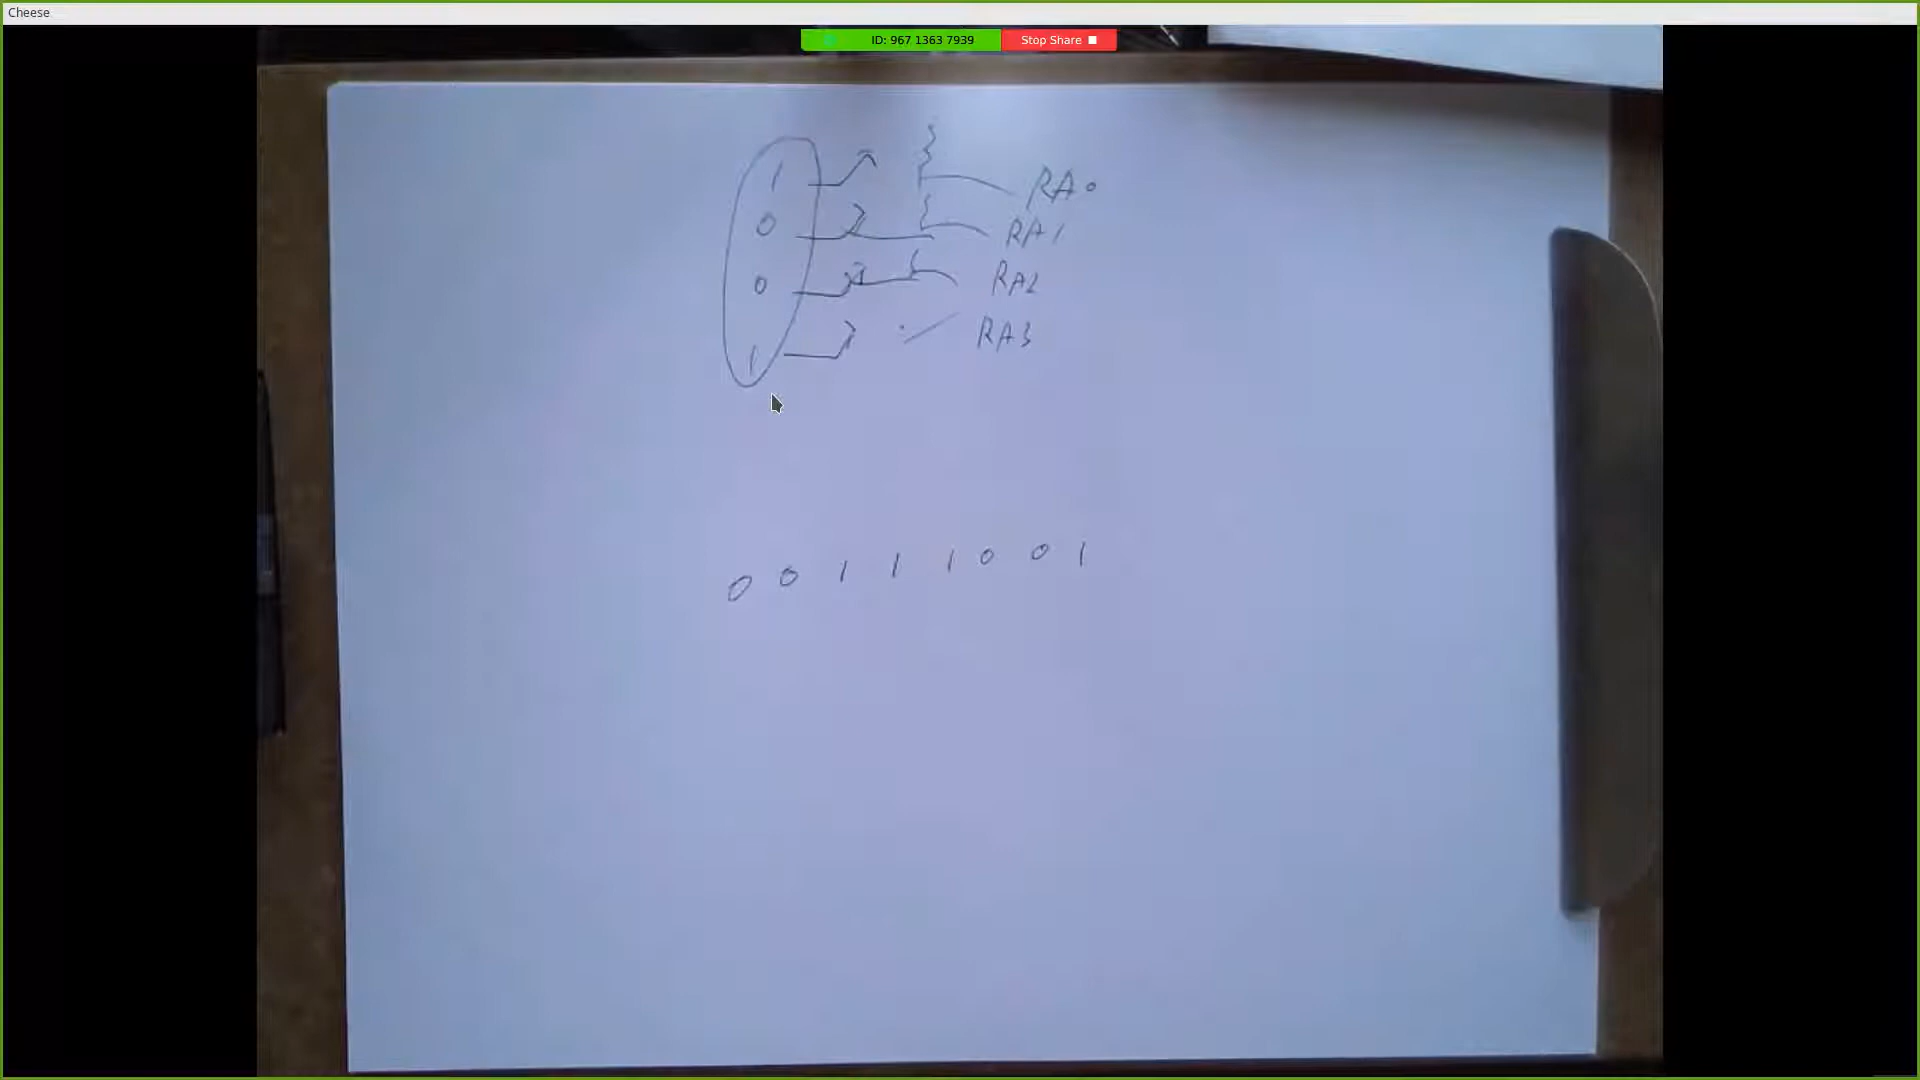 Cheese
ID: 967 1363 7939 Stop Share
1 RA0
0 RA1
0 RA2
1 RA3
0 0 1 1 1 0 0 1